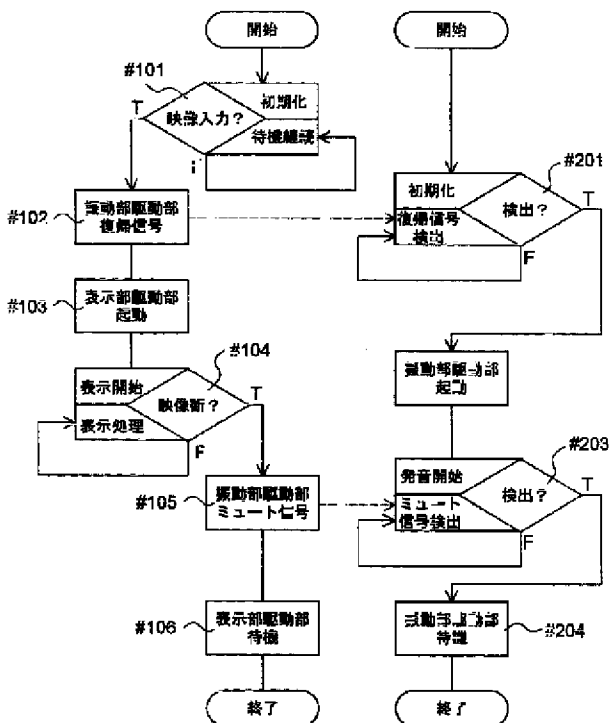 開始
#101
映像入力?
T
初期化
待機継続
#102
振動部駆動部
復帰信号
#103
表示部駆動部
起動
#104
表示開始
映像断?
T
表示処理
F
#105
振動部駆動部
ミュート信号
#106
表示部駆動部
待機
終了
開始
#201
初期化
検出?
T
復帰信号
検出
F
振動部駆動部
起動
#203
発音開始
検出?
T
ミュート
信号検出
F
振動部駆動部
待機
#204
終了